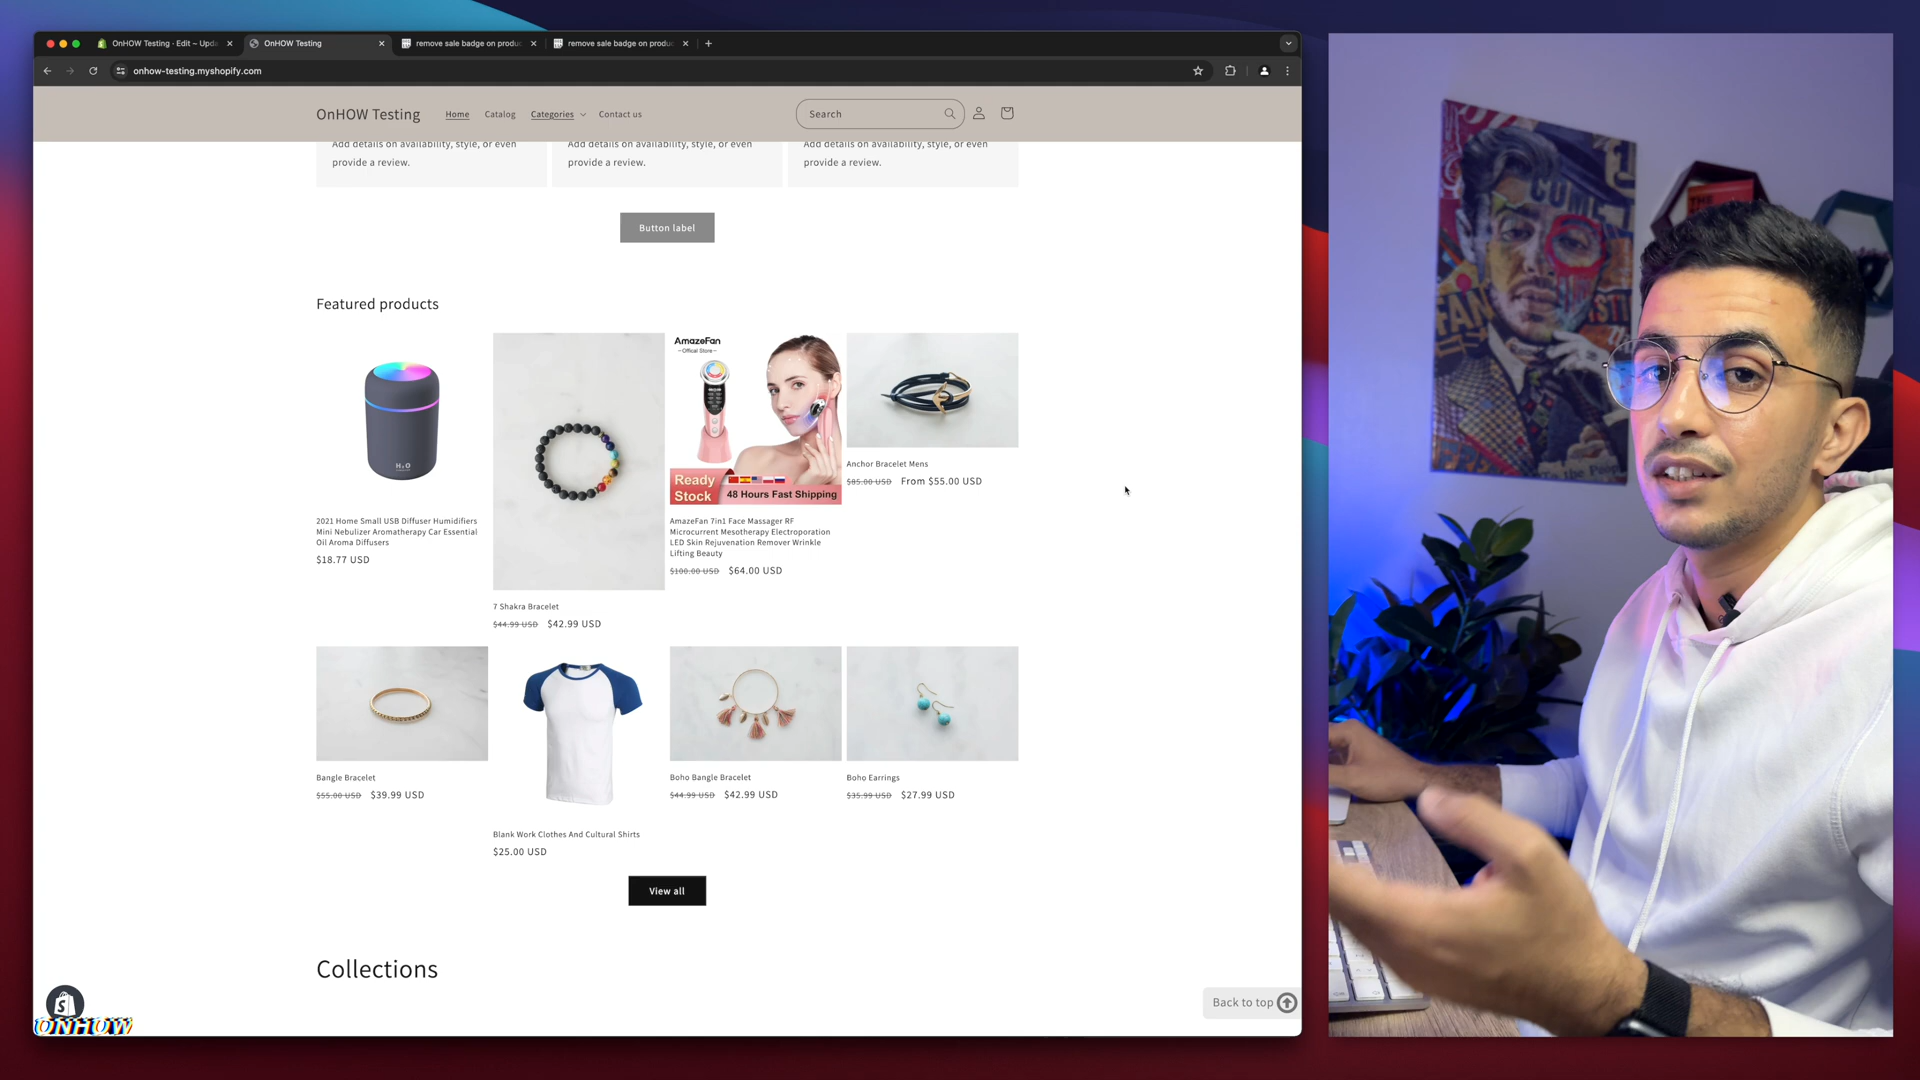 OnHOW Testing · Edit ~ Upda
OnHOW Testing
remove sale badge on produc
remove sale badge on produc
onhow-testing.myshopify.com
OnHOW Testing
Home
Catalog
Categories
Contact us
Search
Add details on availability, style, or even
provide a review.
Add details on availability, style, or even
provide a review.
Add details on availability, style, or even
provide a review.
Button label
Featured products
H₂O
2021 Home Small USB Diffuser Humidifiers
Mini Nebulizer Aromatherapy Car Essential
Oil Aroma Diffusers
$18.77 USD
7 Shakra Bracelet
$44.99 USD $42.99 USD
AmazeFan
~Offical Store~
Ready
Stock
48 Hours Fast Shipping
AmazeFan 7in1 Face Massager RF
Microcurrent Mesotherapy Electroporation
LED Skin Rejuvenation Remover Wrinkle
Lifting Beauty
$100.00 USD $64.00 USD
Anchor Bracelet Mens
$85.00 USD From $55.00 USD
Bangle Bracelet
$55.00 USD $39.99 USD
Blank Work Clothes And Cultural Shirts
$25.00 USD
Boho Bangle Bracelet
$44.99 USD $42.99 USD
Boho Earrings
$35.99 USD $27.99 USD
View all
Collections
Back to top
ONHOW